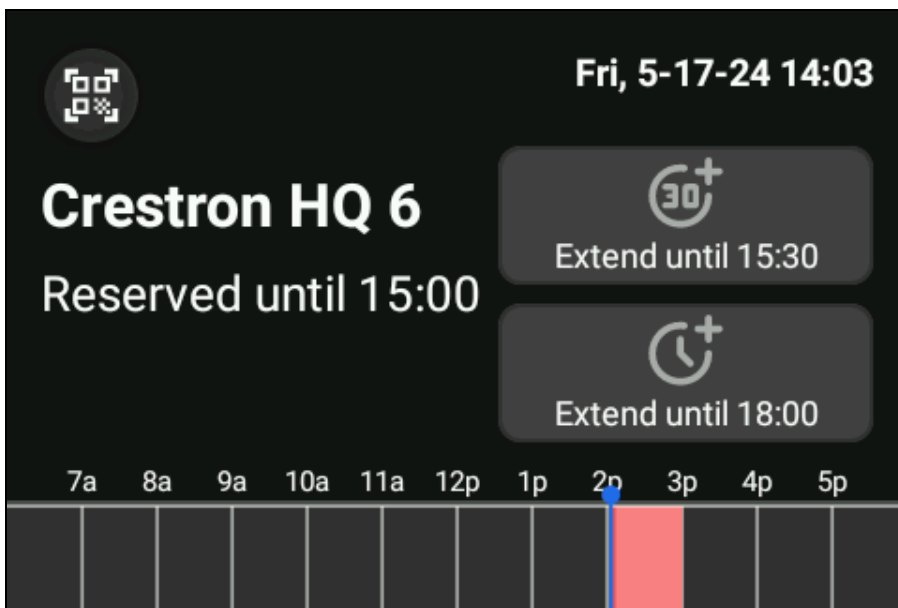 Fri, 5-17-24 14:03
Crestron HQ 6
Reserved until 15:00
30
Extend until 15:30
Extend until 18:00
7a 8a 9a 10a 11a 12p 1p 2p 3p 4p 5p